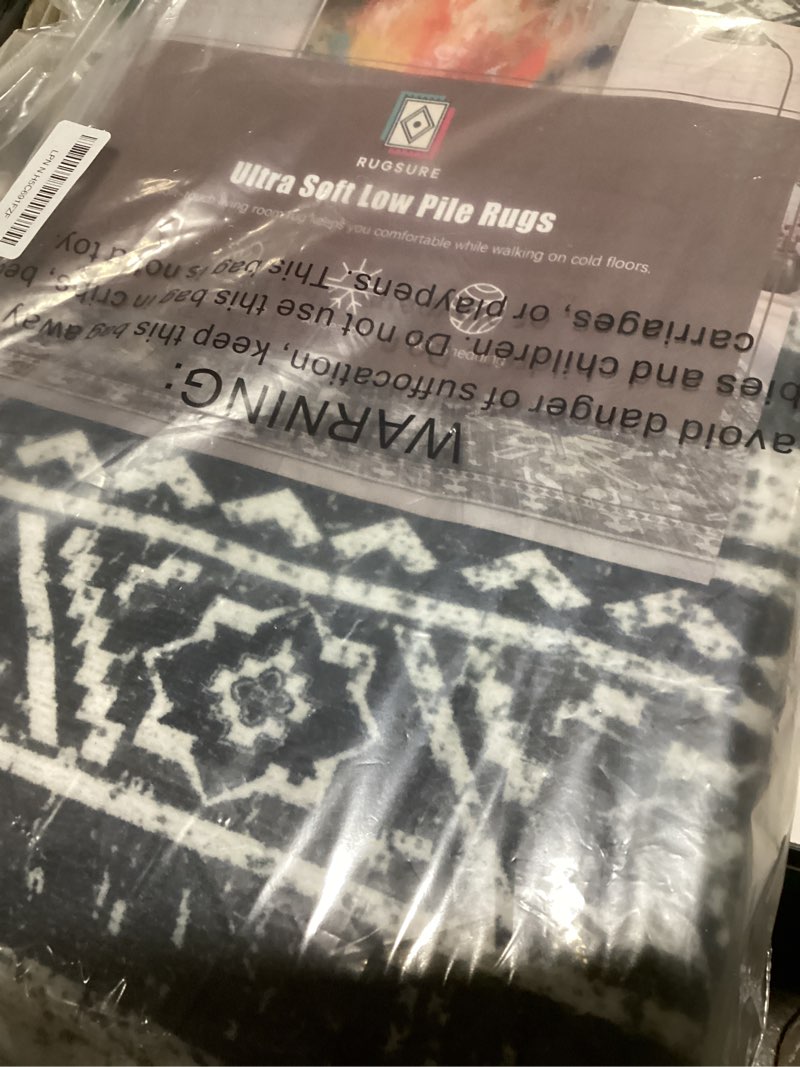 RUGSURE
Ultra Soft Low Pile Rugs
you comfortable while walking on cold floors.
WARNING:
avoid danger of suffocation, keep this bag away
bies and children. Do not use this bag in cribs,
carriages, or playpens. This bag is not a toy.